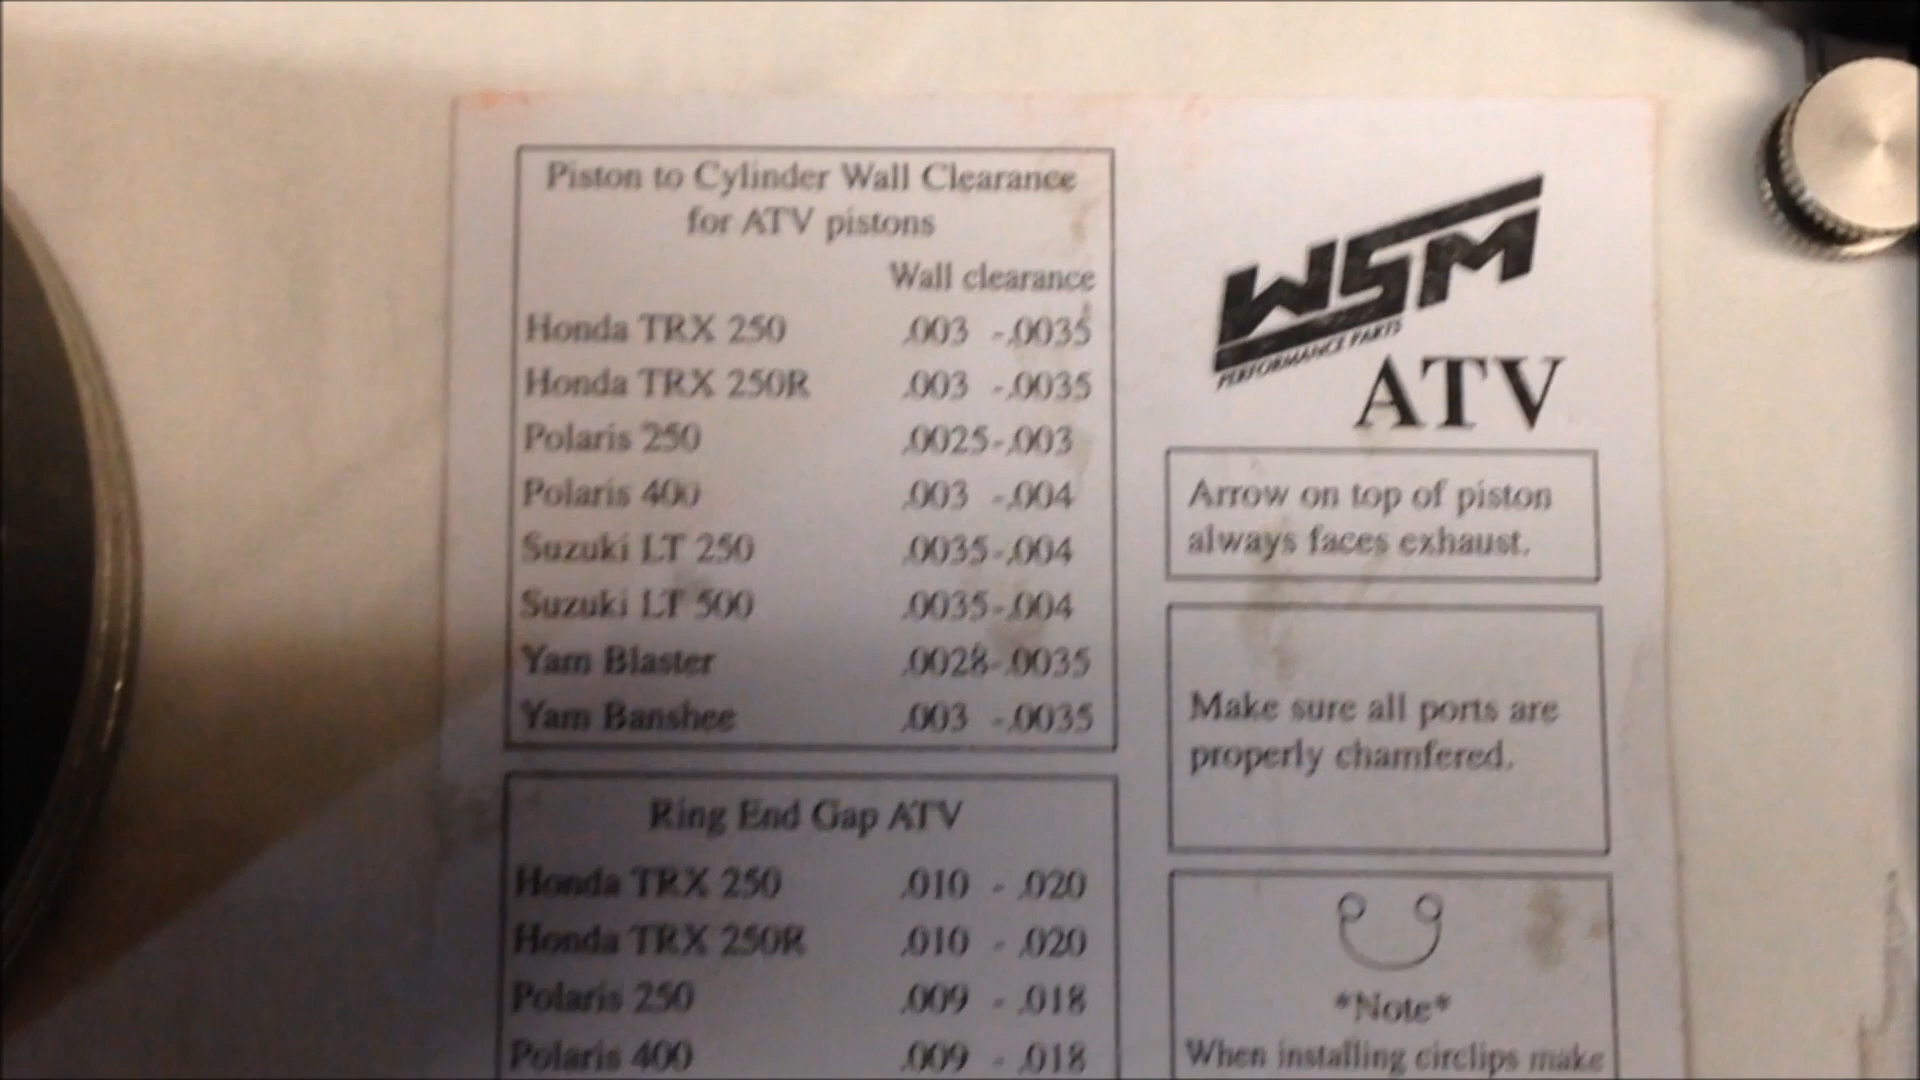 Piston to Cylinder Wall Clearance
for ATV pistons
Wall clearance
Honda TRX 250 .003 -.0035
Honda TRX 250R .003 -.0035
Polaris 250 .0025-.003
Polaris 400 .003 -.004
Suzuki LT 250 .0035-.004
Suzuki LT 500 .0035-.004
Yam Blaster .0028-.0035
Yam Banshee .003 -.0035
Ring End Gap ATV
Honda TRX 250 .010 - .020
Honda TRX 250R .010 - .020
Polaris 250 .009 - .018
Polaris 400 .009 - .018
WSM
PERFORMANCE PARTS
ATV
Arrow on top of piston
always faces exhaust.
Make sure all ports are
properly chamfered.
*Note*
When installing circlips make